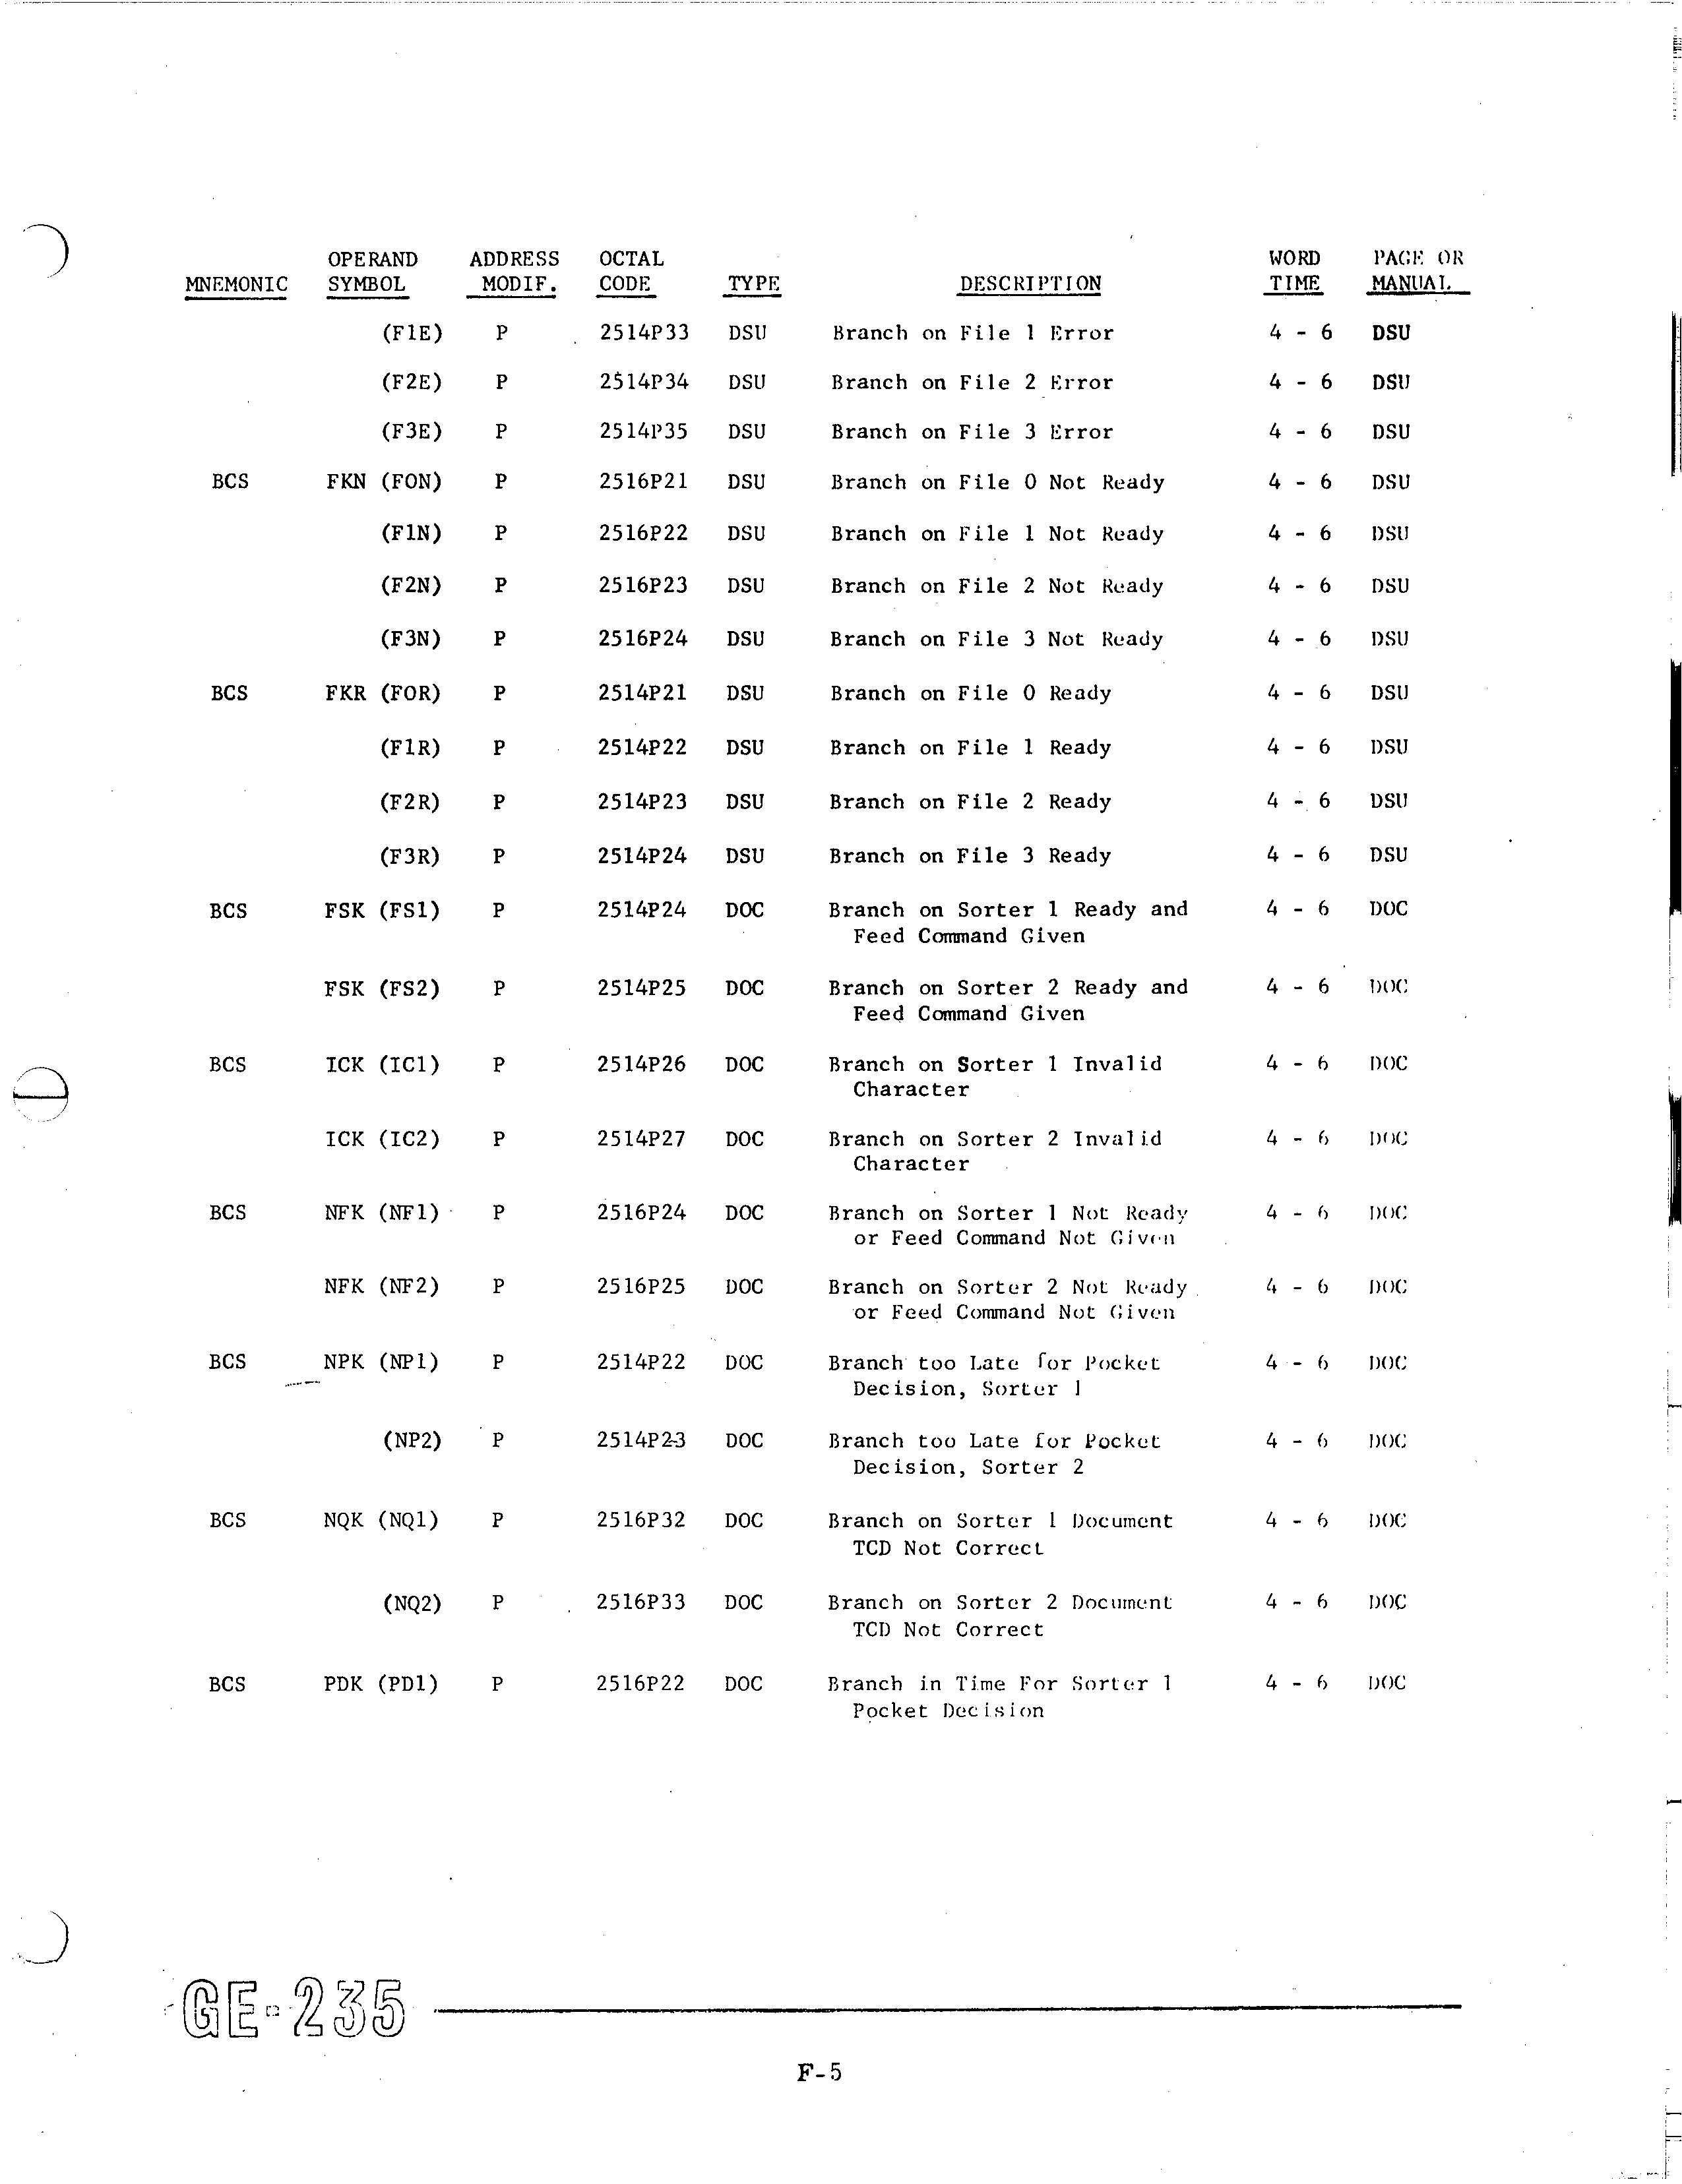 OPERAND ADDRESS OCTAL WORD PAGE OR
MNEMONIC SYMBOL MODIF. CODE TYPE DESCRIPTION TIME MANUAL
(F1E) P 2514P33 DSU Branch on File 1 Error 4 - 6 DSU
(F2E) P 2514P34 DSU Branch on File 2 Error 4 - 6 DSU
(F3E) P 2514P35 DSU Branch on File 3 Error 4 - 6 DSU
BCS FKN (FON) P 2516P21 DSU Branch on File 0 Not Ready 4 - 6 DSU
(F1N) P 2516P22 DSU Branch on File 1 Not Ready 4 - 6 DSU
(F2N) P 2516P23 DSU Branch on File 2 Not Ready 4 - 6 DSU
(F3N) P 2516P24 DSU Branch on File 3 Not Ready 4 - 6 DSU
BCS FKR (FOR) P 2514P21 DSU Branch on File 0 Ready 4 - 6 DSU
(F1R) P 2514P22 DSU Branch on File 1 Ready 4 - 6 DSU
(F2R) P 2514P23 DSU Branch on File 2 Ready 4 - 6 DSU
(F3R) P 2514P24 DSU Branch on File 3 Ready 4 - 6 DSU
BCS FSK (FS1) P 2514P24 DOC Branch on Sorter 1 Ready and 4 - 6 DOC
Feed Command Given
FSK (FS2) P 2514P25 DOC Branch on Sorter 2 Ready and 4 - 6 DOC
Feed Command Given
BCS ICK (IC1) P 2514P26 DOC Branch on Sorter 1 Invalid 4 - 6 DOC
Character
ICK (IC2) P 2514P27 DOC Branch on Sorter 2 Invalid 4 - 6 DOC
Character
BCS NFK (NF1) P 2516P24 DOC Branch on Sorter 1 Not Ready 4 - 6 DOC
or Feed Command Not Given
NFK (NF2) P 2516P25 DOC Branch on Sorter 2 Not Ready 4 - 6 DOC
or Feed Command Not Given
BCS NPK (NP1) P 2514P22 DOC Branch too Late for Pocket 4 - 6 DOC
Decision, Sorter 1
(NP2) P 2514P23 DOC Branch too Late for Pocket 4 - 6 DOC
Decision, Sorter 2
BCS NQK (NQ1) P 2516P32 DOC Branch on Sorter 1 Document 4 - 6 DOC
TCD Not Correct
(NQ2) P 2516P33 DOC Branch on Sorter 2 Document 4 - 6 DOC
TCD Not Correct
BCS PDK (PD1) P 2516P22 DOC Branch in Time For Sorter 1 4 - 6 DOC
Pocket Decision
GE-235
F-5